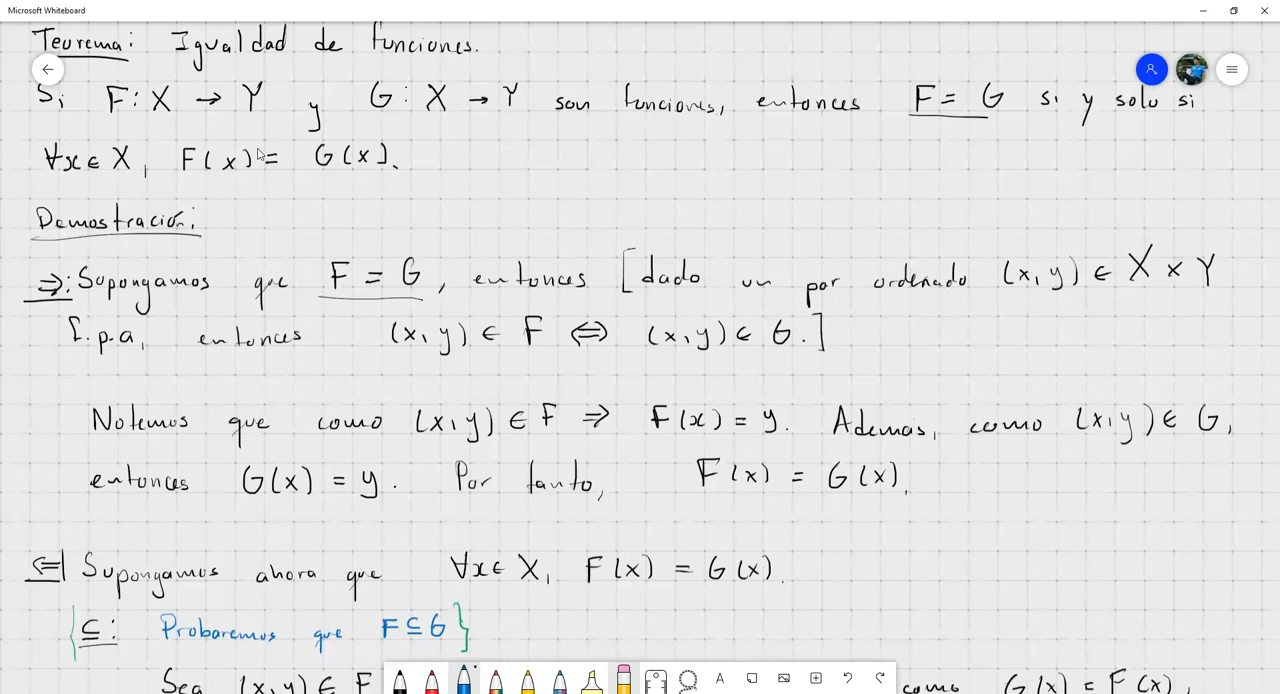 Microsoft Whiteboard
Teorema: Igualdad de funciones.
Si F: X → Y y G: X → Y son funciones, entonces F = G si y solo si
∀x ∈ X, F(x) = G(x).
Demostración:
⇒: Supongamos que F = G, entonces [dado un par ordenado (x,y) ∈ X × Y
f.p.a, entonces (x,y) ∈ F ⇔ (x,y) ∈ G.]
Notemos que como (x,y) ∈ F ⇒ F(x) = y. Ademas, como (x,y) ∈ G,
entonces G(x) = y. Por tanto, F(x) = G(x).
⇐| Supongamos ahora que ∀x ∈ X, F(x) = G(x).
{⊆: Probaremos que F ⊆ G}
Sea (x,y) ∈ F como G(x) = F(x),